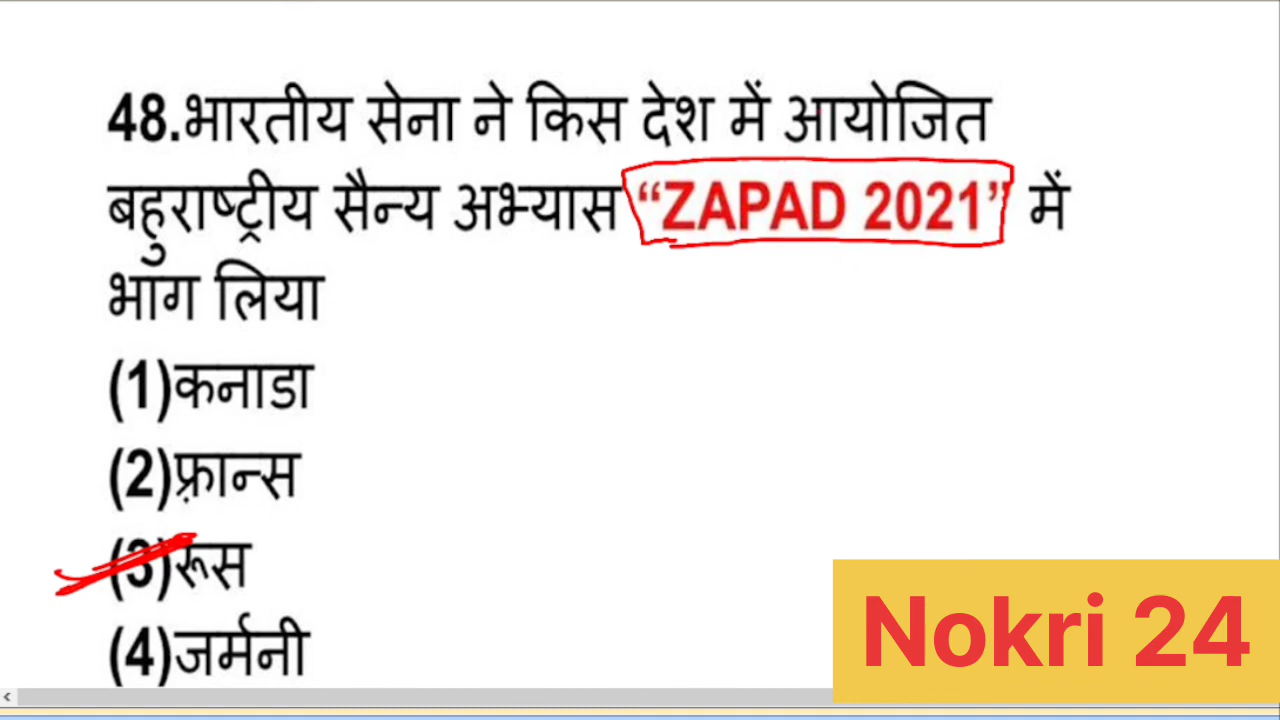 48.भारतीय सेना ने किस देश में आयोजित
बहुराष्ट्रीय सैन्य अभ्यास “ZAPAD 2021” में
भाग लिया
(1)कनाडा
(2)फ़्रान्स
(3)रूस
(4)जर्मनी
Nokri 24